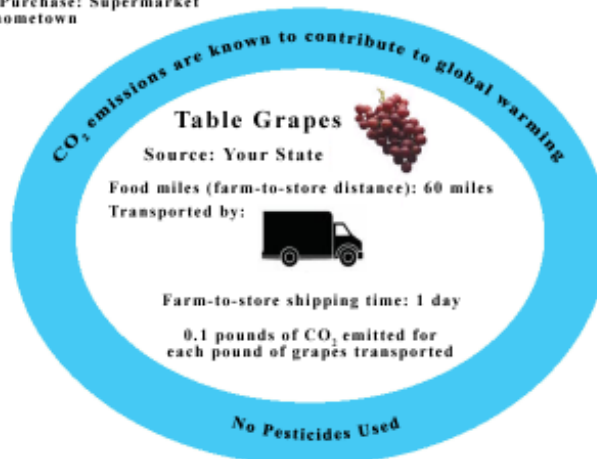 Purchase: Supermarket
hometown
CO₂ emissions are known to contribute to global warming
Table Grapes
Source: Your State
Food miles (farm-to-store distance): 60 miles
Transported by:
Farm-to-store shipping time: 1 day
0.1 pounds of CO₂ emitted for
each pound of grapes transported
No Pesticides Used